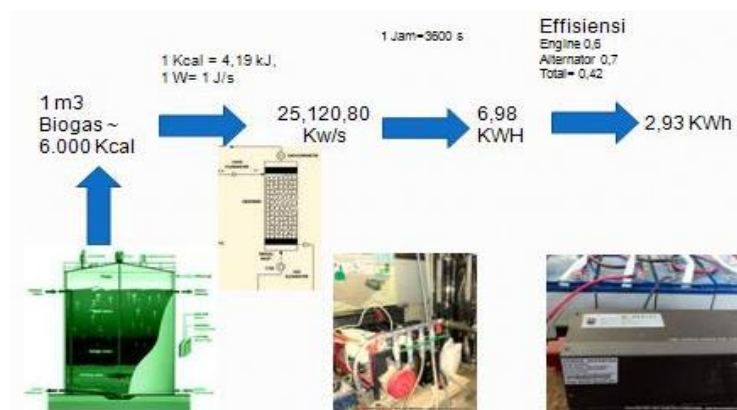 1 Kcal = 4,19 kJ,
1 W= 1 J/s
1 Jam=3600 s
Effisiensi
Engine 0,6
Alternator 0,7
Total= 0,42
1 m3
Biogas ~
6.000 Kcal
25,120,80
Kw/s
6,98
KWH
2,93 KWh